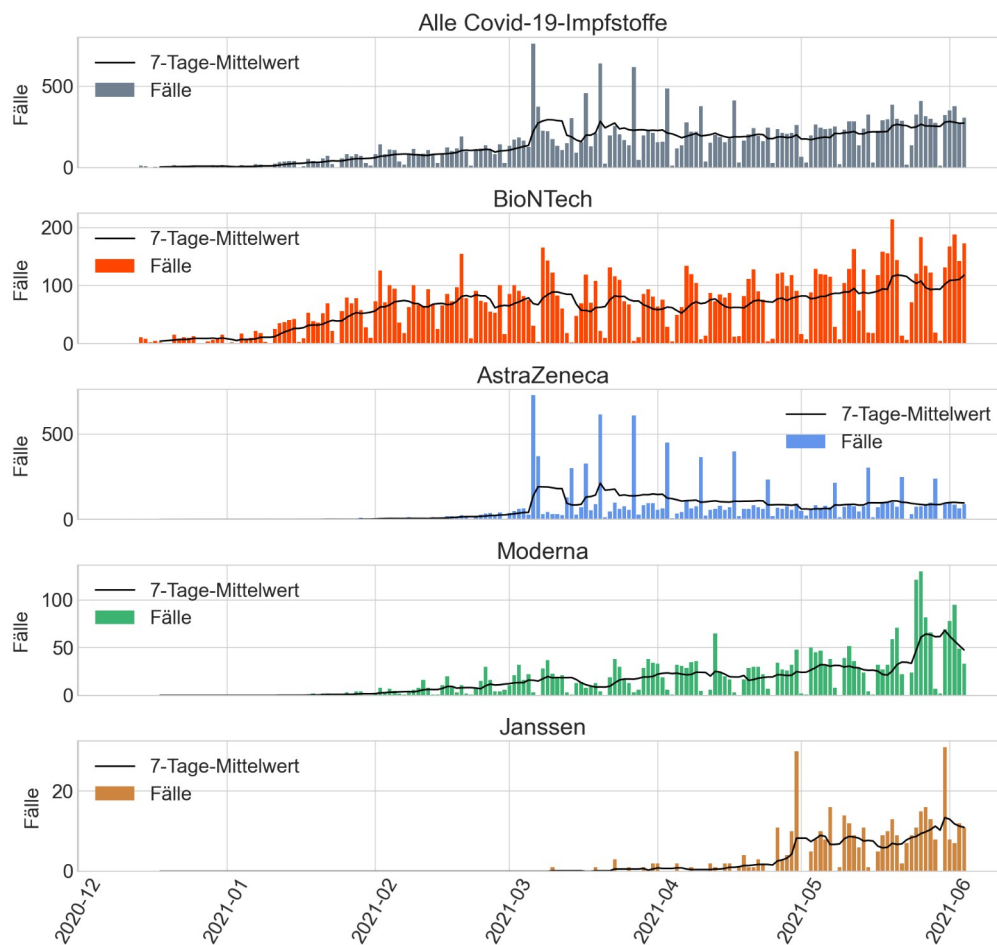 Alle Covid-19-Impfstoffe
Fälle
500
0
7-Tage-Mittelwert
Fälle
BioNTech
Fälle
200
100
0
7-Tage-Mittelwert
Fälle
AstraZeneca
Fälle
500
0
7-Tage-Mittelwert
Fälle
Moderna
Fälle
100
50
0
7-Tage-Mittelwert
Fälle
Janssen
Fälle
20
0
7-Tage-Mittelwert
Fälle
2020-12
2021-01
2021-02
2021-03
2021-04
2021-05
2021-06